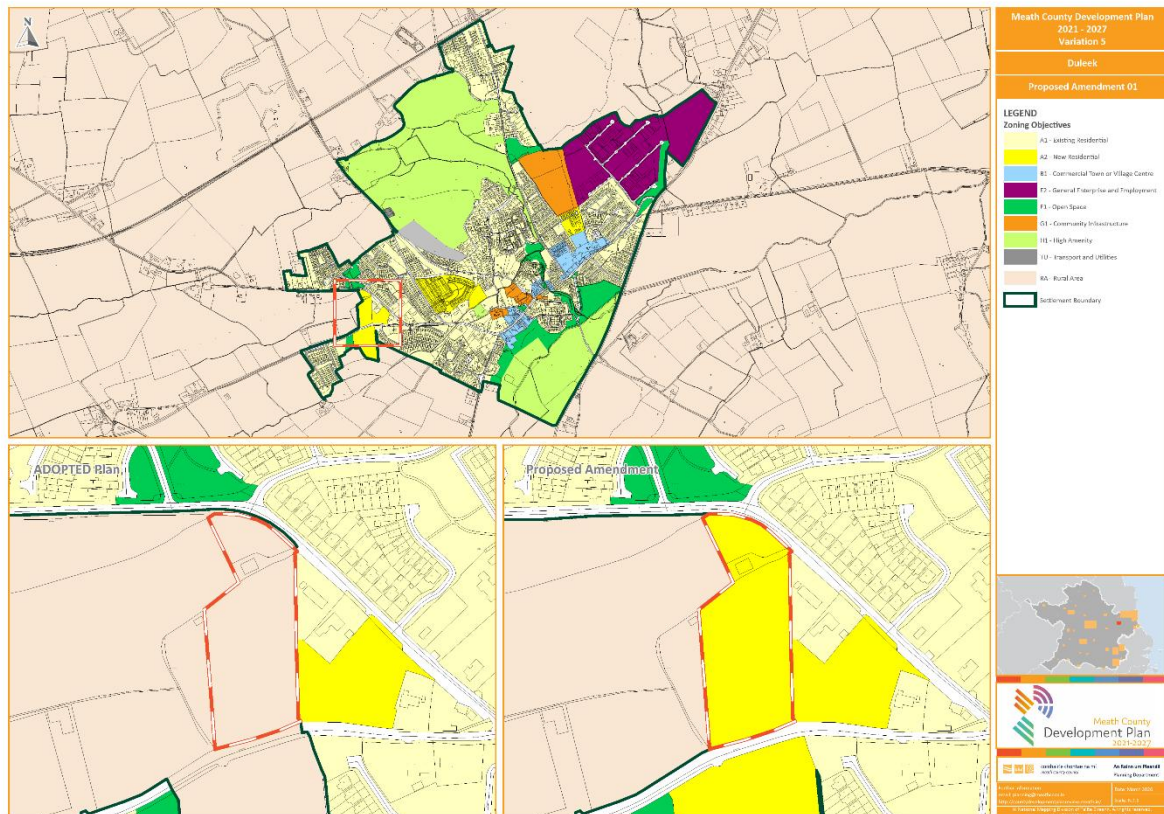 N
Meath County Development Plan
2021 - 2027
Variation 5
Duleek
Proposed Amendment 01
LEGEND
Zoning Objectives
A1 - Existing Residential
A2 - New Residential
B1 - Commercial Town or Village Centre
E2 - General Enterprise and Employment
F1 - Open Space
G1 - Community Infrastructure
H1 - High Amenity
TU - Transport and Utilities
RA - Rural Area
Settlement Boundary
ADOPTED Plan
Proposed Amendment
Meath County
Development Plan
2021-2027
Planning Department